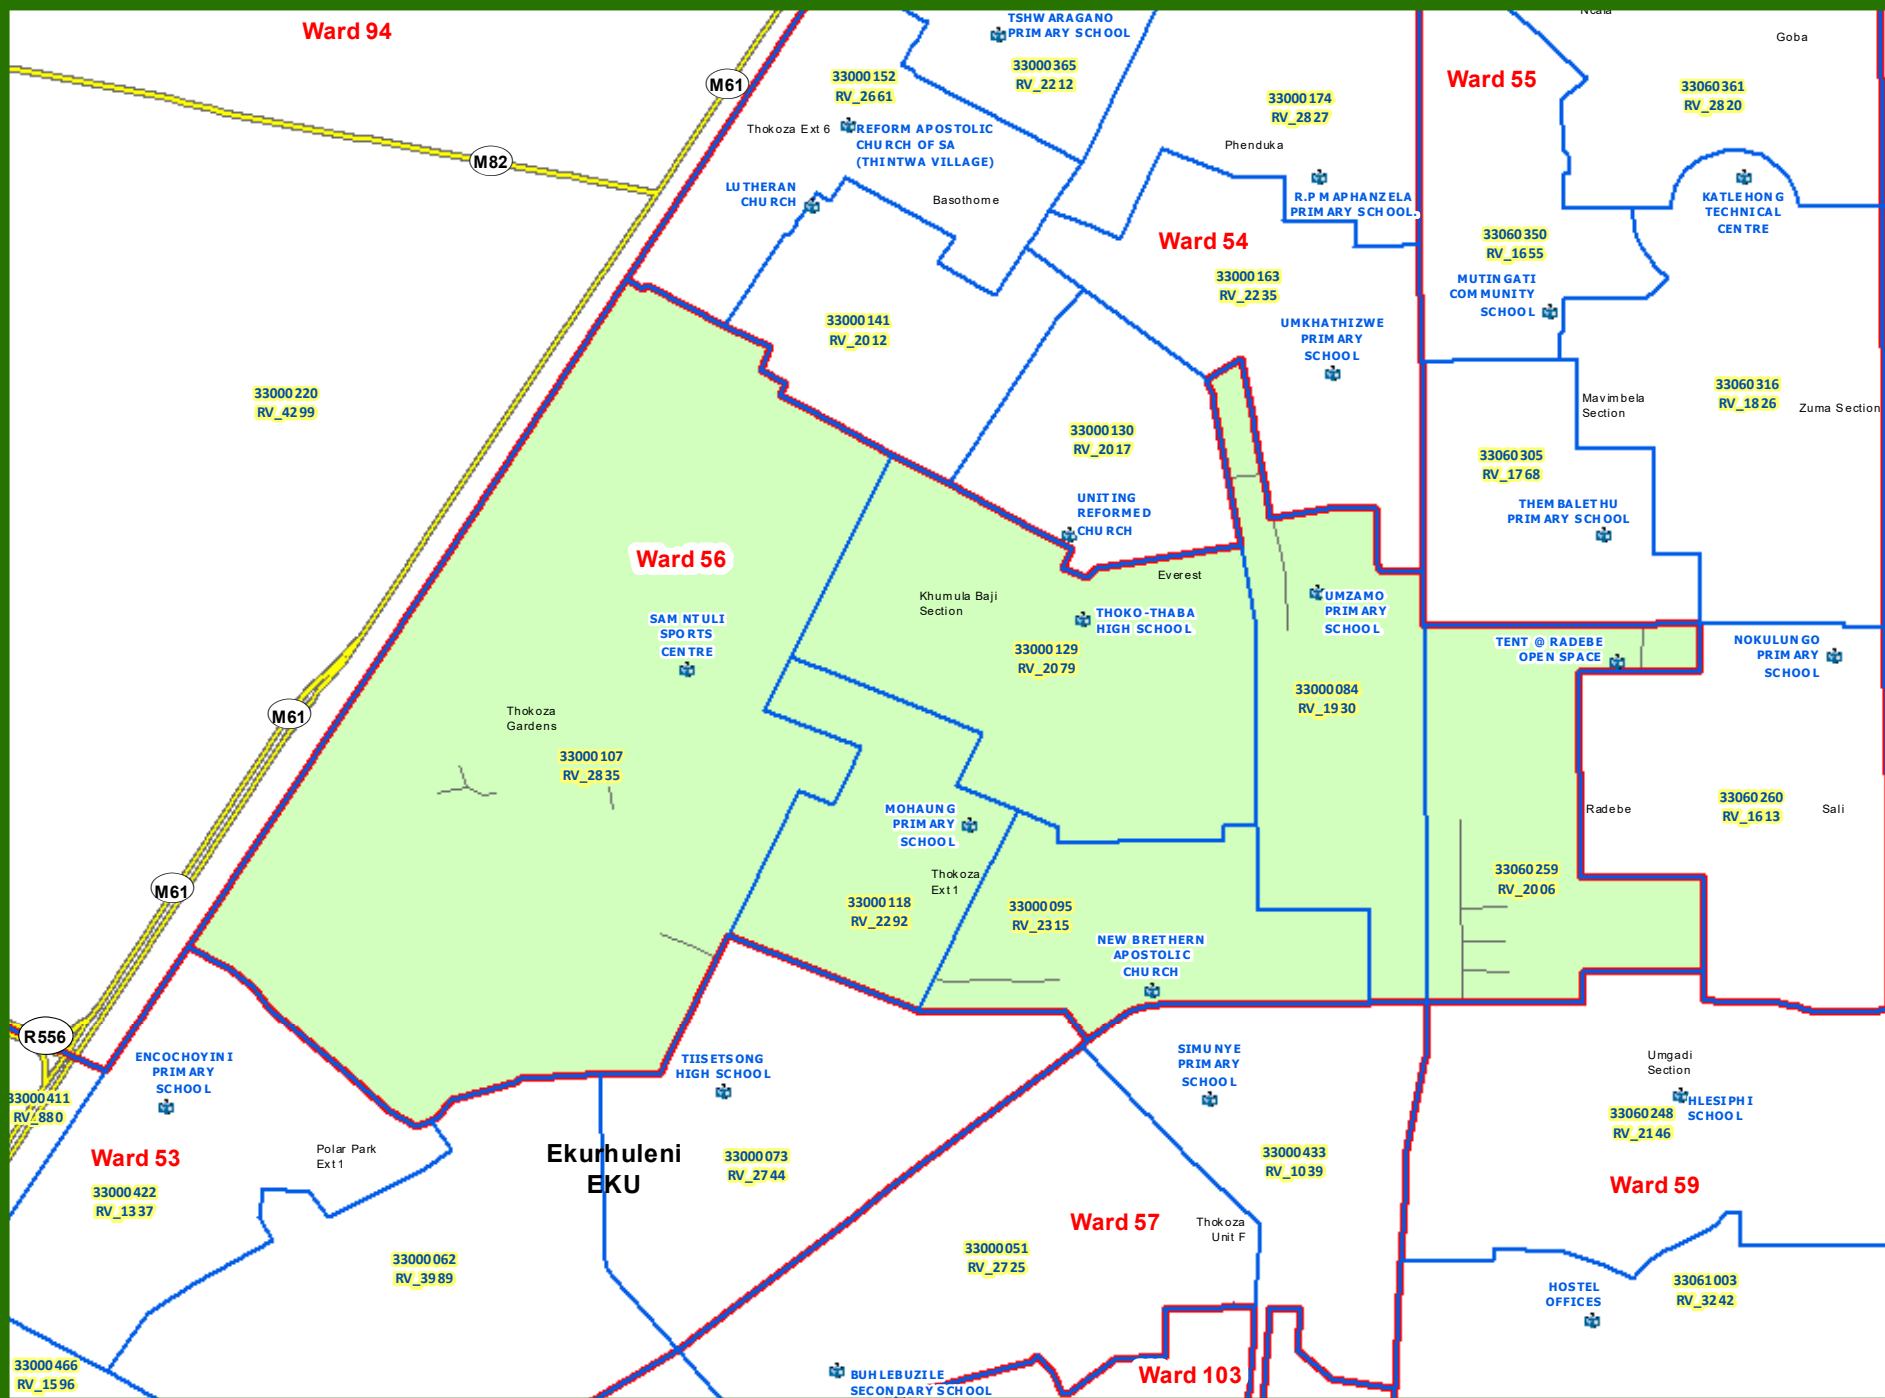 Ward 94
TSHWARAGANO
PRIMARY SCHOOL
Ncala
Goba
M61
33000152
RV_2661
33000365
RV_2212
33000174
RV_2827
Ward 55
33060361
RV_2820
Thokoza Ext 6
REFORM APOSTOLIC
CHURCH OF SA
(THINTWA VILLAGE)
Phenduka
M82
LUTHERAN
CHURCH
Basothome
R.P MAPHANZELA
PRIMARY SCHOOL
KATLEHONG
TECHNICAL
CENTRE
Ward 54
33060350
RV_1655
33000163
RV_2235
MUTINGATI
COMMUNITY
SCHOOL
33000141
RV_2012
UMKHATHIZWE
PRIMARY
SCHOOL
33000220
RV_4299
33060316
RV_1826
Mavimbela
Section
Zuma Section
33000130
RV_2017
33060305
RV_1768
UNITING
REFORMED
CHURCH
THEMBALETHU
PRIMARY SCHOOL
Ward 56
Everest
Khumula Baji
Section
THOKO-THABA
HIGH SCHOOL
UMZAMO
PRIMARY
SCHOOL
SAM NTULI
SPORTS
CENTRE
33000129
RV_2079
TENT @ RADEBE
OPEN SPACE
NOKULUNGO
PRIMARY
SCHOOL
33000084
RV_1930
M61
Thokoza
Gardens
33000107
RV_2835
MOHAUNG
PRIMARY
SCHOOL
Radebe
33060260
RV_1613
Sali
M61
Thokoza
Ext 1
33060259
RV_2006
33000118
RV_2292
33000095
RV_2315
NEW BRETHERN
APOSTOLIC
CHURCH
R556
ENCOCHOYINI
PRIMARY
SCHOOL
TIISETSONG
HIGH SCHOOL
SIMUNYE
PRIMARY
SCHOOL
Umgadi
Section
HLESIPHI
SCHOOL
33000411
RV_880
33060248
RV_2146
Ward 53
Polar Park
Ext 1
Ekurhuleni
EKU
33000073
RV_2744
33000433
RV_1039
Ward 59
33000422
RV_1337
Ward 57
Thokoza
Unit F
33000062
RV_3989
33000051
RV_2725
HOSTEL
OFFICES
33061003
RV_3242
33000466
RV_1596
BUHLEBUZILE
SECONDARY SCHOOL
Ward 103